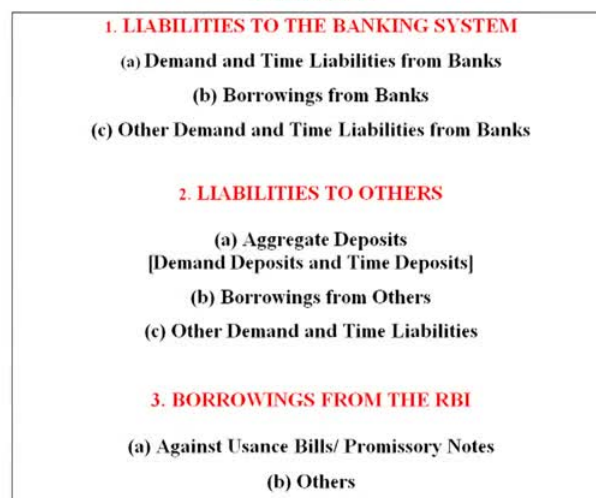 1. LIABILITIES TO THE BANKING SYSTEM
(a) Demand and Time Liabilities from Banks
(b) Borrowings from Banks
(c) Other Demand and Time Liabilities from Banks
2. LIABILITIES TO OTHERS
(a) Aggregate Deposits
[Demand Deposits and Time Deposits]
(b) Borrowings from Others
(c) Other Demand and Time Liabilities
3. BORROWINGS FROM THE RBI
(a) Against Usance Bills/ Promissory Notes
(b) Others